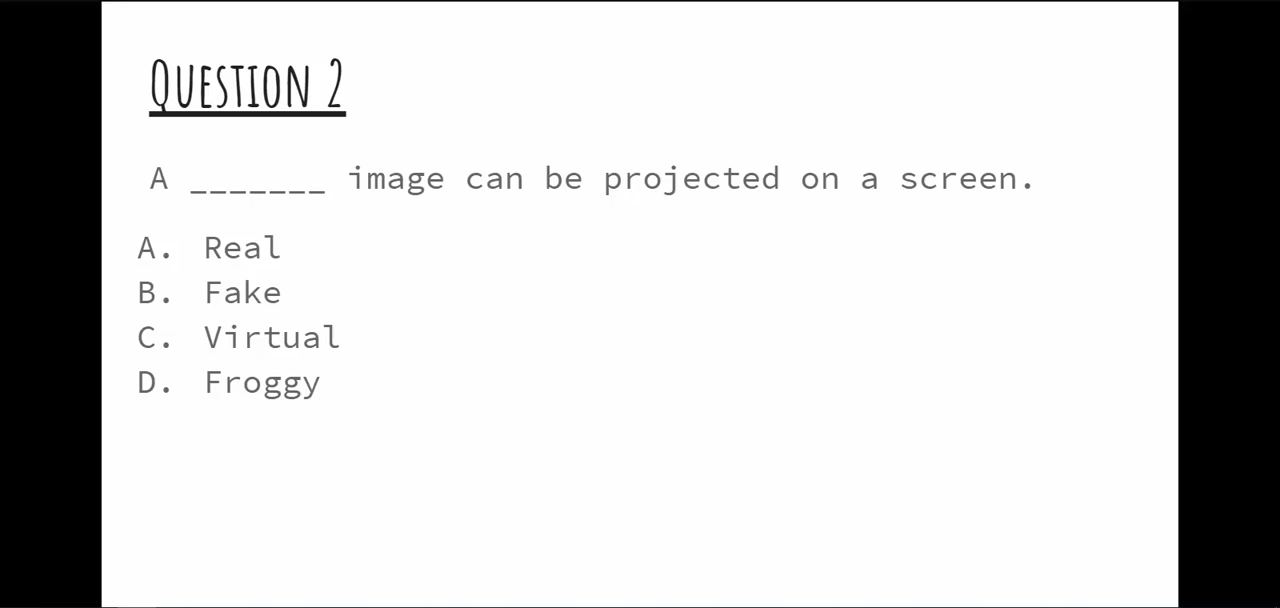 Question 2
A _______ image can be projected on a screen.
A. Real
B. Fake
C. Virtual
D. Froggy